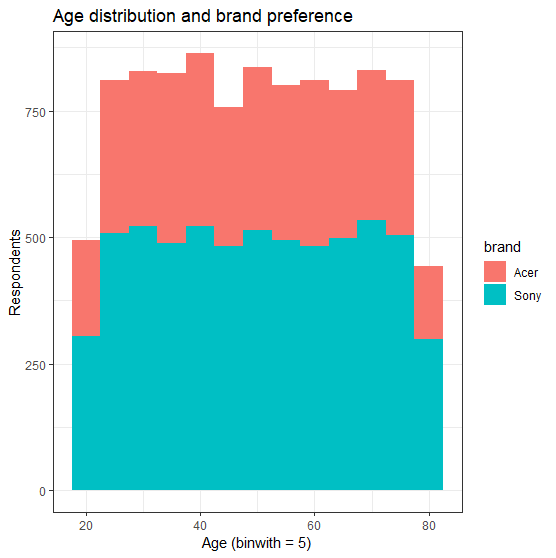 Age distribution and brand preference
Respondents
750
500
250
0
20 40 60 80
Age (binwith = 5)
brand
Acer
Sony